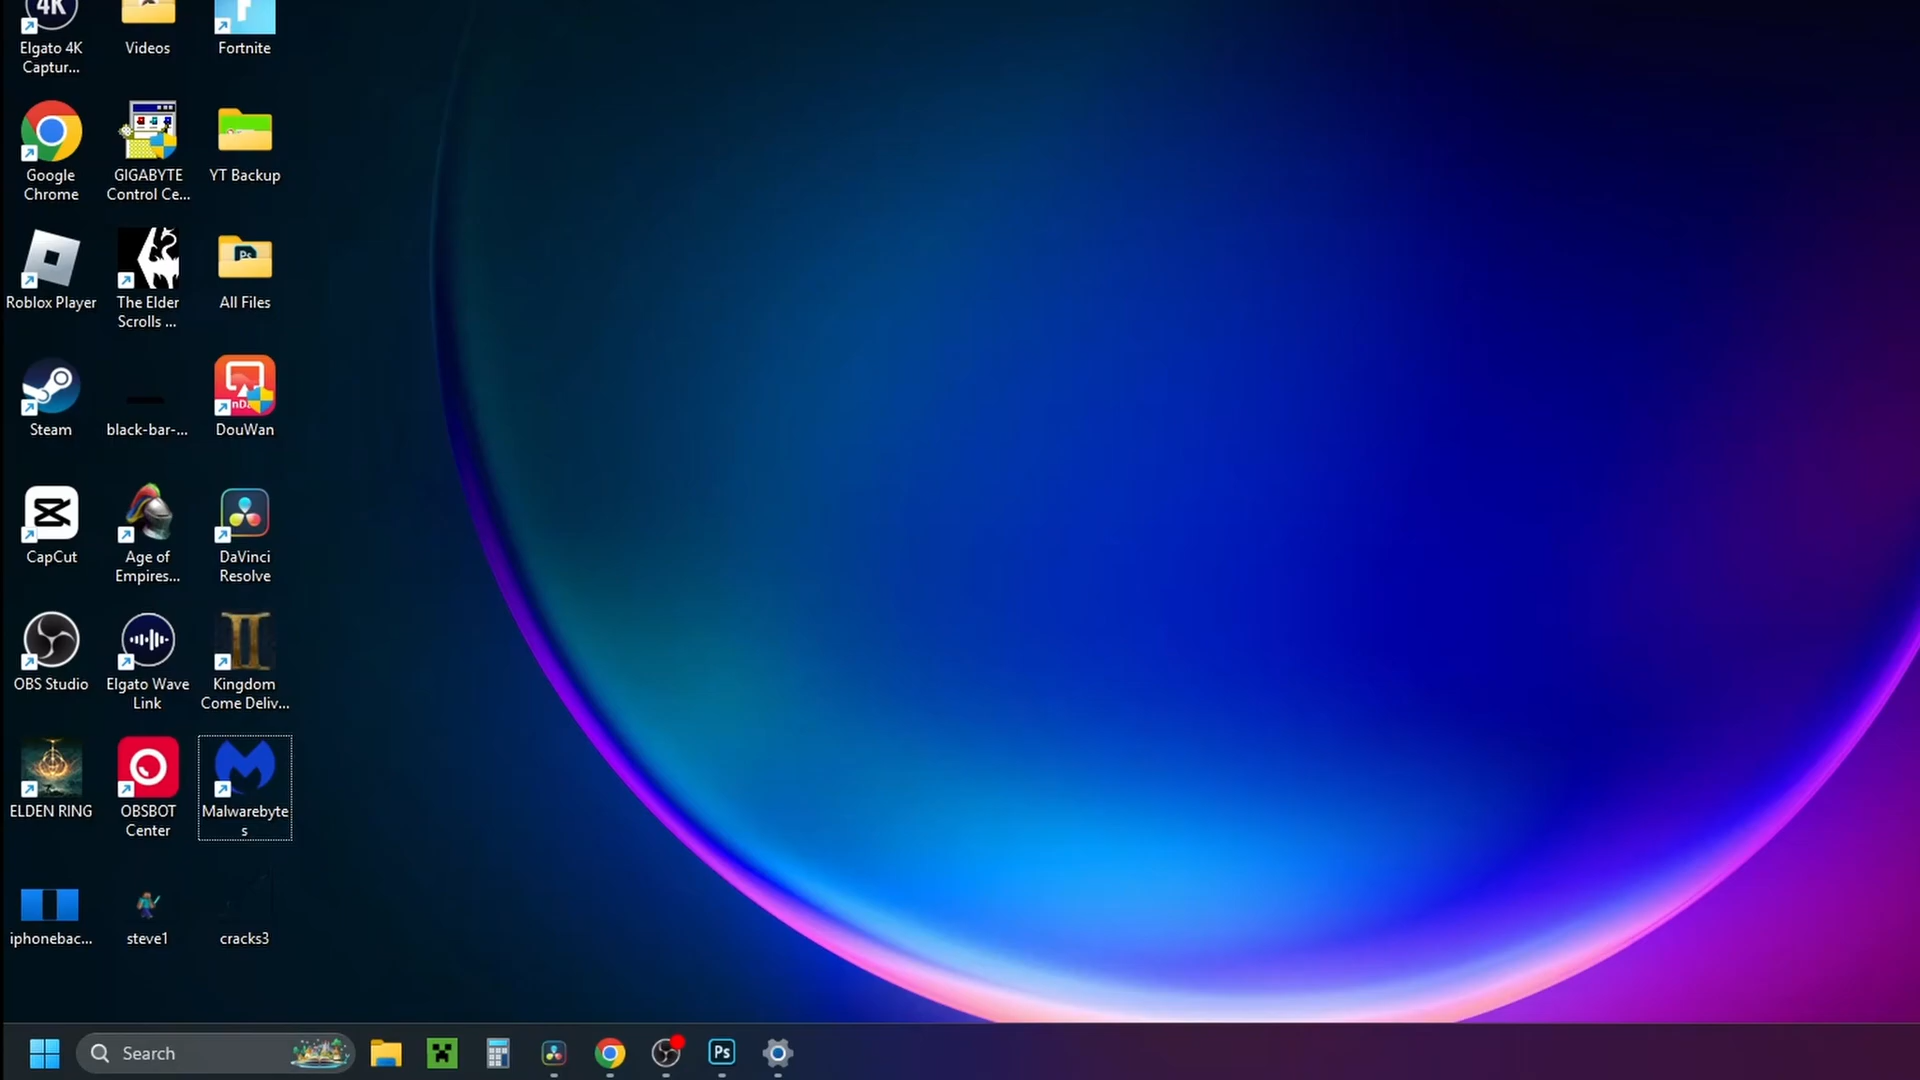 4K
Elgato 4K
Captur...
Videos
Fortnite
Google
Chrome
GIGABYTE
Control Ce...
YT Backup
Roblox Player
The Elder
Scrolls ...
Ps
All Files
Steam
black-bar-...
DouWan
CapCut
Age of
Empires...
DaVinci
Resolve
OBS Studio
Elgato Wave
Link
Kingdom
Come Deliv...
ELDEN RING
OBSBOT
Center
Malwarebyte
s
iphonebac...
steve1
cracks3
Search
Ps